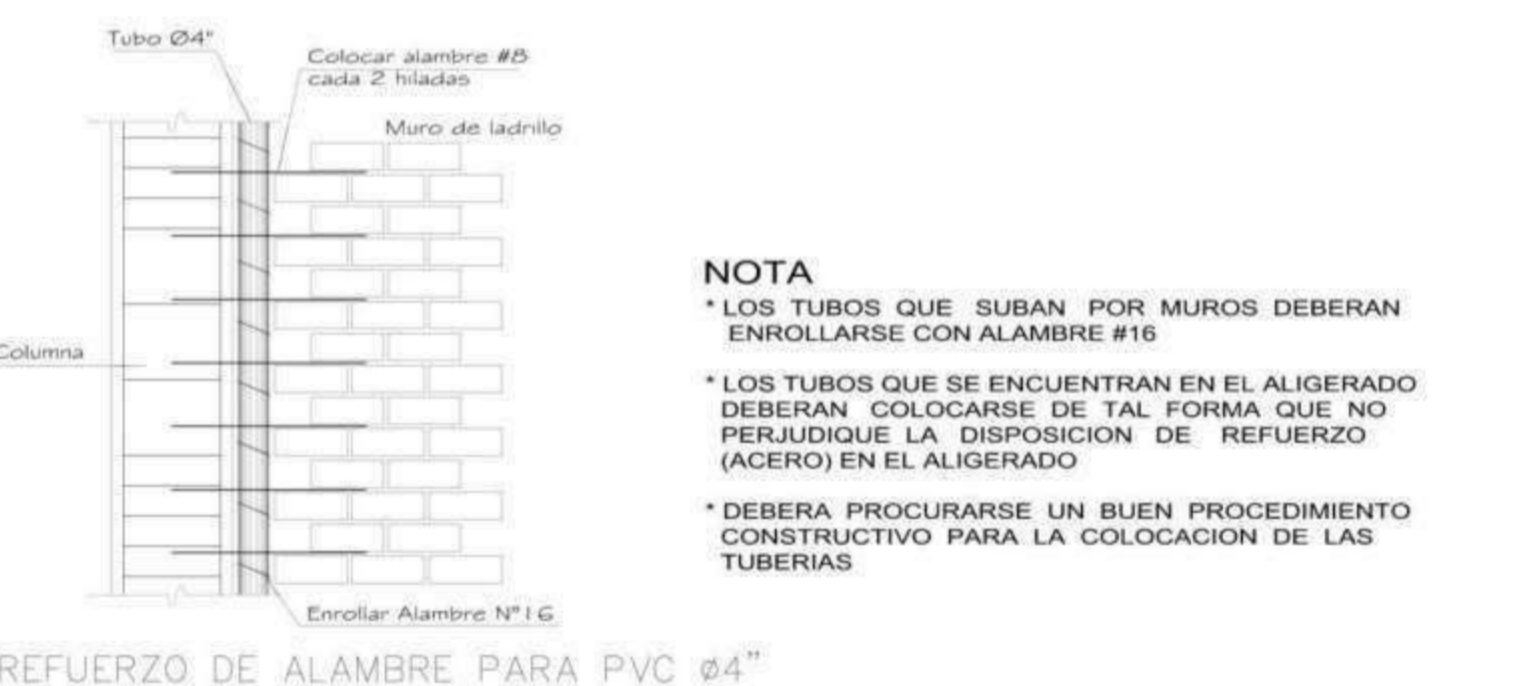 Tubo Ø4"
Colocar alambre #8
cada 2 hiladas
Muro de ladrillo
Columna
Enrollar Alambre N°16
REFUERZO DE ALAMBRE PARA PVC ø4"
NOTA
* LOS TUBOS QUE SUBAN POR MUROS DEBERAN
ENROLLARSE CON ALAMBRE #16
* LOS TUBOS QUE SE ENCUENTRAN EN EL ALIGERADO
DEBERAN COLOCARSE DE TAL FORMA QUE NO
PERJUDIQUE LA DISPOSICION DE REFUERZO
(ACERO) EN EL ALIGERADO
* DEBERA PROCURARSE UN BUEN PROCEDIMIENTO
CONSTRUCTIVO PARA LA COLOCACION DE LAS
TUBERIAS